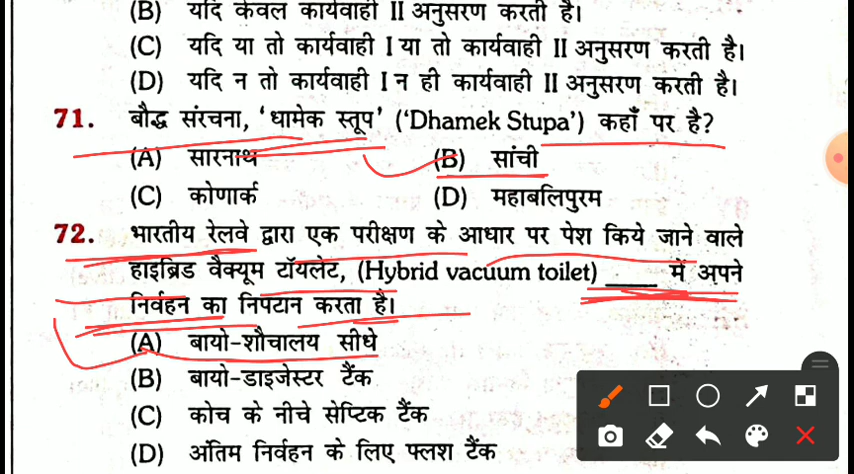 (B) यदि केवल कार्यवाही II अनुसरण करती है।
(C) यदि या तो कार्यवाही I या तो कार्यवाही II अनुसरण करती है।
(D) यदि न तो कार्यवाही I न ही कार्यवाही II अनुसरण करती है।
71. बौद्ध संरचना, ‘धामेक स्तूप’ (‘Dhamek Stupa’) कहाँ पर है?
(A) सारनाथ (B) सांची
(C) कोणार्क (D) महाबलिपुरम
72. भारतीय रेलवे द्वारा एक परीक्षण के आधार पर पेश किये जाने वाले
हाइब्रिड वैक्यूम टॉयलेट, (Hybrid vacuum toilet) ____ में अपने
निर्वहन का निपटान करता है।
(A) बायो-शौचालय सीधे
(B) बायो-डाइजेस्टर टैंक
(C) कोच के नीचे सेप्टिक टैंक
(D) अंतिम निर्वहन के लिए फ्लश टैंक